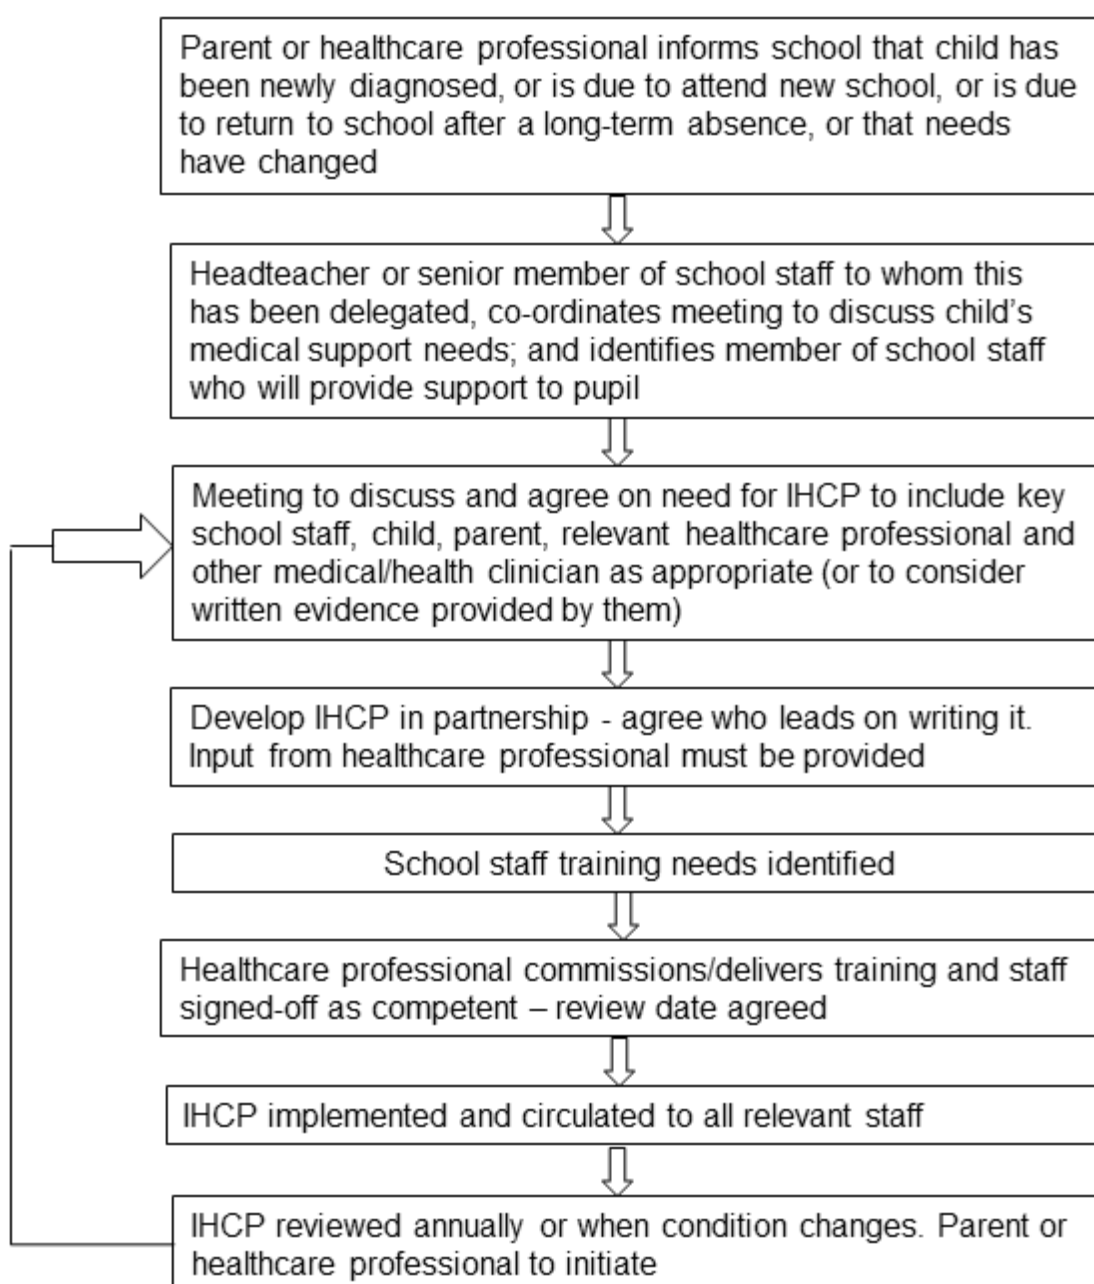 Parent or healthcare professional informs school that child has
been newly diagnosed, or is due to attend new school, or is due
to return to school after a long-term absence, or that needs
have changed
Headteacher or senior member of school staff to whom this
has been delegated, co-ordinates meeting to discuss child's
medical support needs; and identifies member of school staff
who will provide support to pupil
Meeting to discuss and agree on need for IHCP to include key
school staff, child, parent, relevant healthcare professional and
other medical/health clinician as appropriate (or to consider
written evidence provided by them)
Develop IHCP in partnership - agree who leads on writing it.
Input from healthcare professional must be provided
School staff training needs identified
Healthcare professional commissions/delivers training and staff
signed-off as competent – review date agreed
IHCP implemented and circulated to all relevant staff
IHCP reviewed annually or when condition changes. Parent or
healthcare professional to initiate